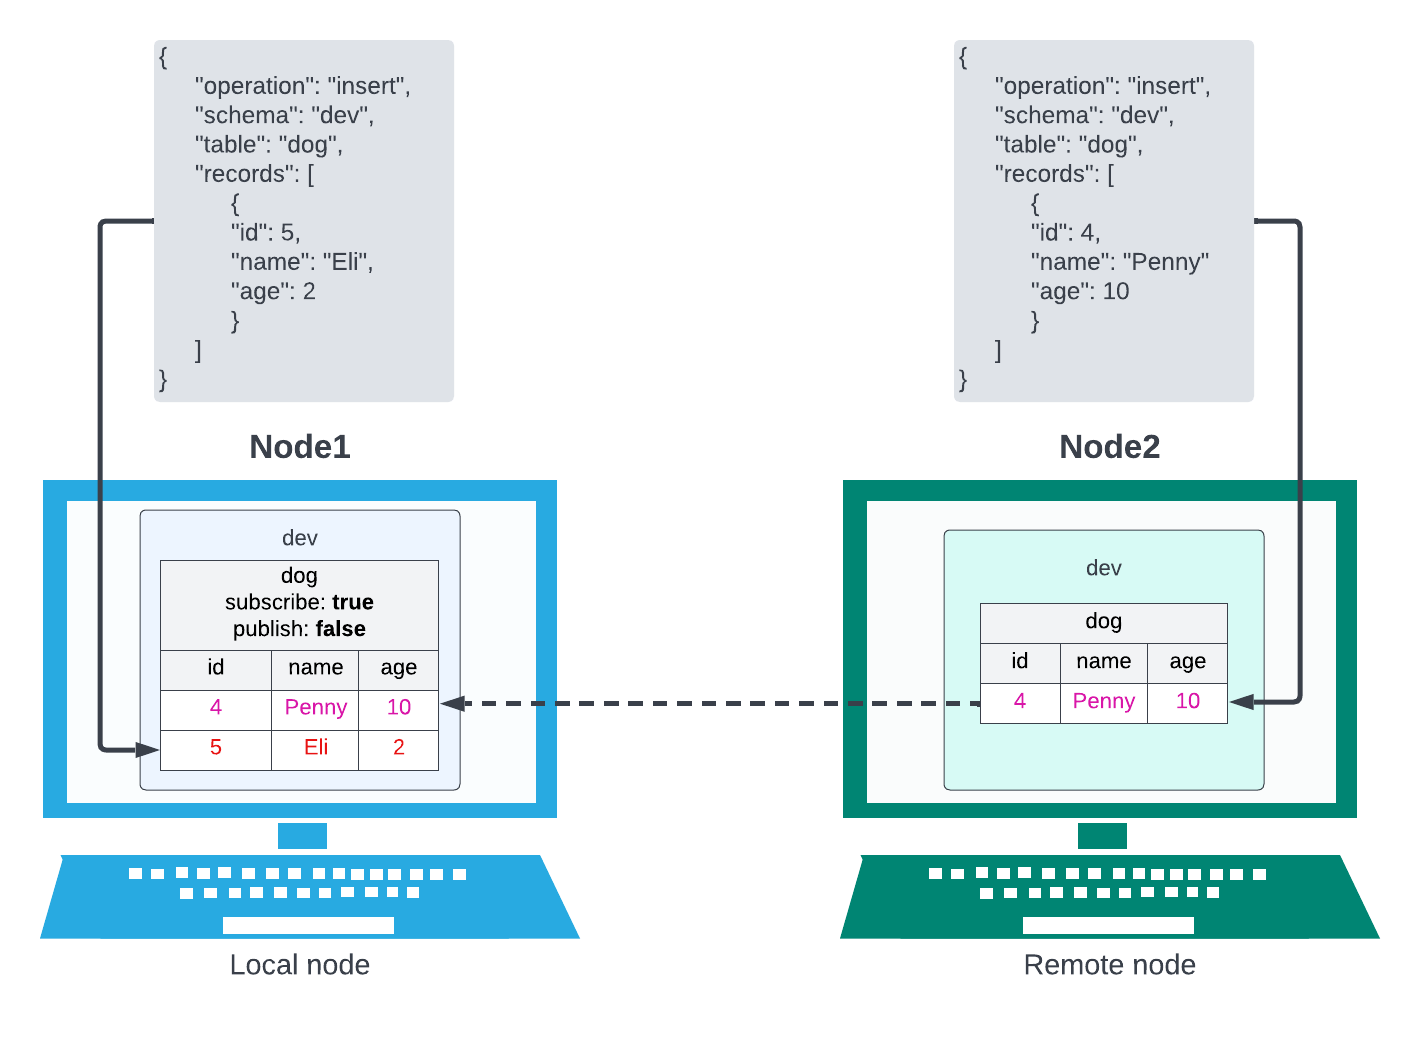 {
"operation": "insert",
"schema": "dev",
"table": "dog",
"records": [
{
"id": 5,
"name": "Eli",
"age": 2
}
]
}
{
"operation": "insert",
"schema": "dev",
"table": "dog",
"records": [
{
"id": 4,
"name": "Penny"
"age": 10
}
]
}
Node1
Node2
dev
dog
subscribe: true
publish: false
id name age
4 Penny 10
5 Eli 2
dev
dog
id name age
4 Penny 10
Local node
Remote node